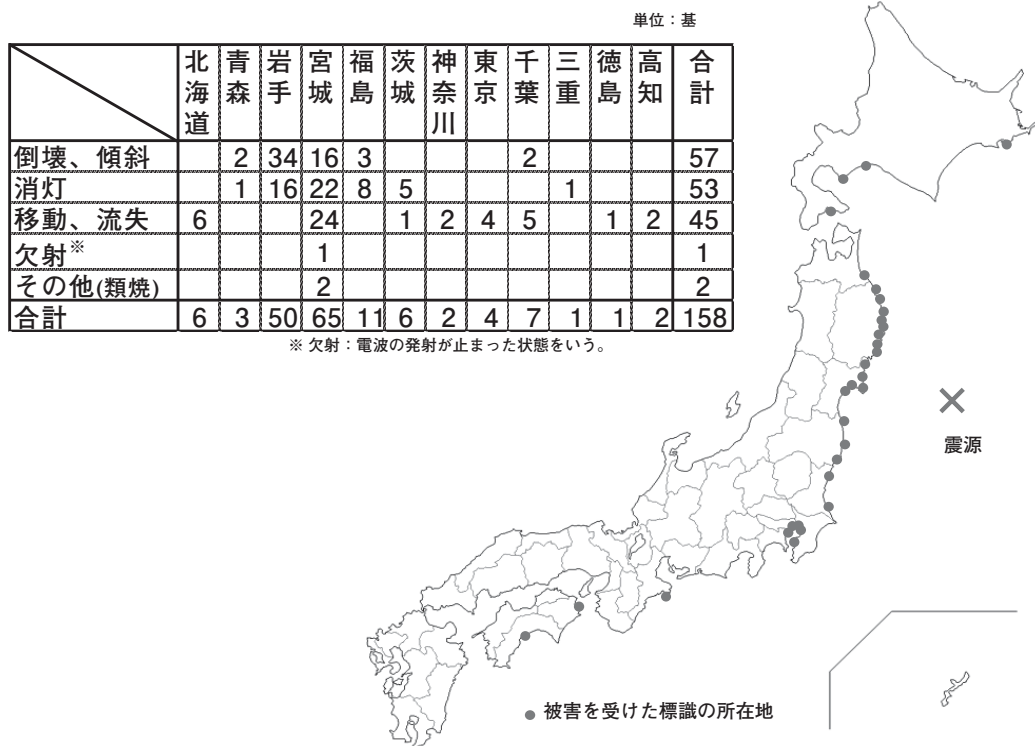 単位：基
北海道 青森 岩手 宮城 福島 茨城 神奈川 東京 千葉 三重 徳島 高知 合計
倒壊、傾斜 2 34 16 3 2 57
消灯 1 16 22 8 5 1 53
移動、流失 6 24 1 2 4 5 1 2 45
欠射※ 1 1
その他(類焼) 2 2
合計 6 3 50 65 11 6 2 4 7 1 1 2 158
※ 欠射：電波の発射が止まった状態をいう。
震源
被害を受けた標識の所在地